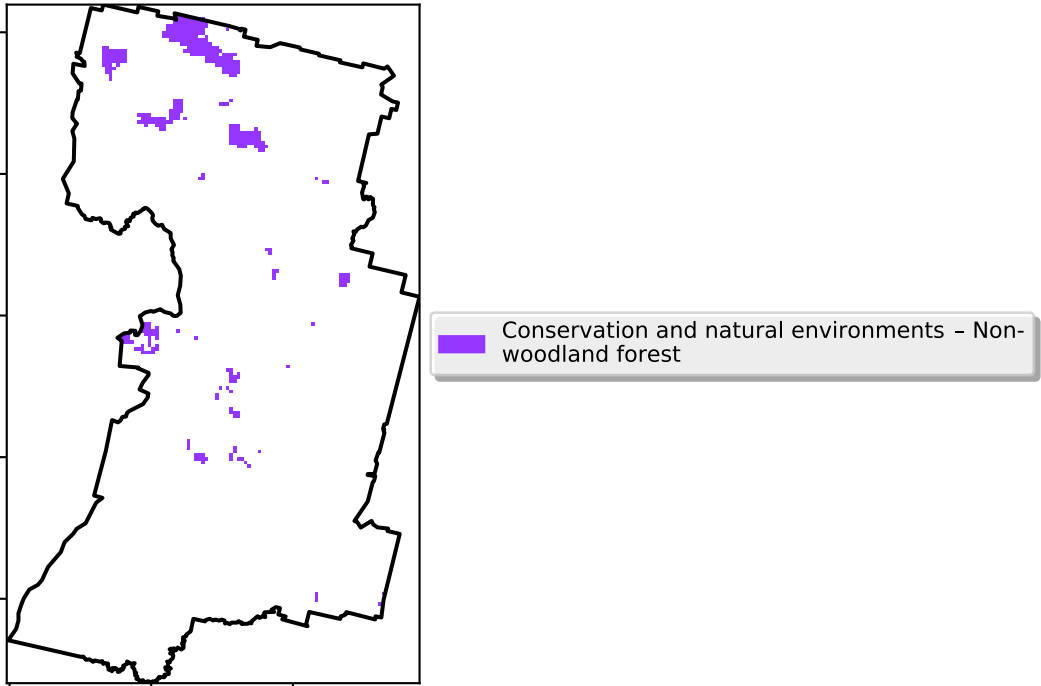 Conservation and natural environments – Non-
woodland forest